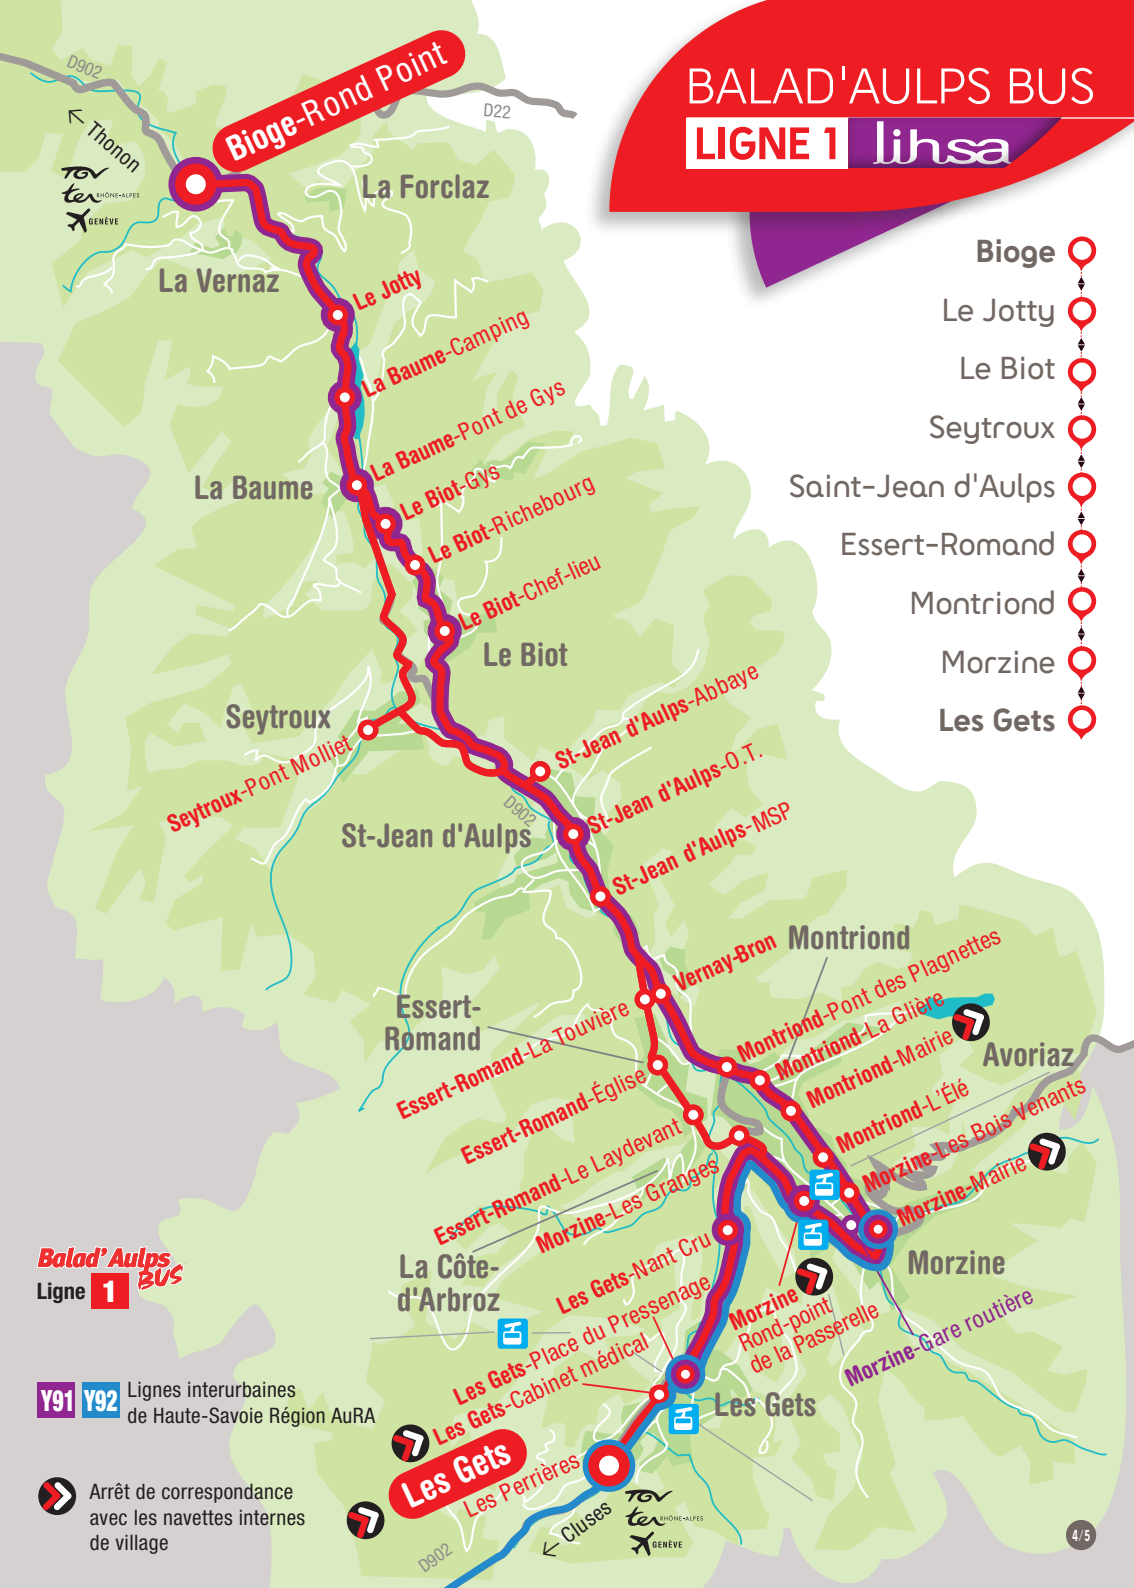 BALAD'AULPS BUS
LIGNE 1 lihsa
Bioge
Le Jotty
Le Biot
Seytroux
Saint-Jean d'Aulps
Essert-Romand
Montriond
Morzine
Les Gets
D902
D22
Thonon
TGV
ter RHÔNE-ALPES
GENÈVE
Bioge-Rond Point
La Forclaz
La Vernaz
Le Jotty
La Baume-Camping
La Baume-Pont de Gys
La Baume
Le Biot-Gys
Le Biot-Richebourg
Le Biot-Chef-lieu
Le Biot
Seytroux
Seytroux-Pont Molliet
St-Jean d'Aulps-Abbaye
St-Jean d'Aulps-O.T.
D902
St-Jean d'Aulps
St-Jean d'Aulps-MSP
Vernay-Bron
Montriond
Montriond-Pont des Plagnettes
Montriond-La Glière
Montriond-Mairie
Avoriaz
Montriond-L'Élé
Morzine-Les Bois Venants
Morzine-Mairie
Essert-
Romand
Essert-Romand-La Touvière
Essert-Romand-Église
Essert-Romand-Le Laydevant
Morzine-Les Granges
La Côte-
d'Arbroz
Les Gets-Nant Cru
Les Gets-Place du Pressenage
Les Gets-Cabinet médical
Morzine
Rond-point
de la Passerelle
Morzine
Morzine-Gare routière
Les Gets
Les Gets
Les Perrières
Cluses
TGV
ter RHÔNE-ALPES
GENÈVE
D902
Balad'Aulps
BUS
Ligne 1
Y91 Y92 Lignes interurbaines
de Haute-Savoie Région AuRA
Arrêt de correspondance
avec les navettes internes
de village
4/5